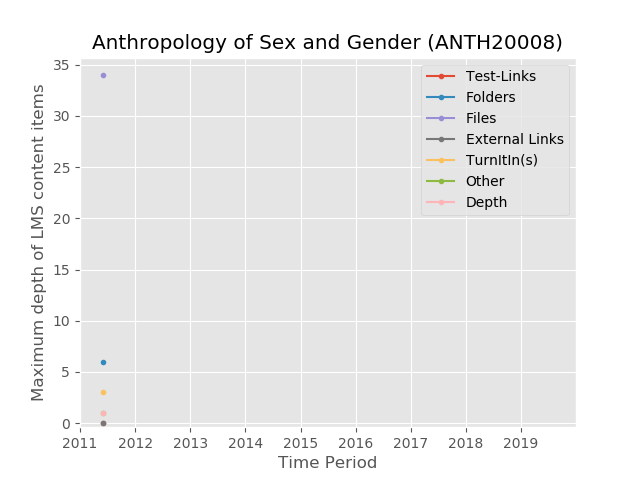 Anthropology of Sex and Gender (ANTH20008)
Maximum depth of LMS content items
35
30
25
20
15
10
5
0
Test-Links
Folders
Files
External Links
TurnItIn(s)
Other
Depth
2011 2012 2013 2014 2015 2016 2017 2018 2019
Time Period